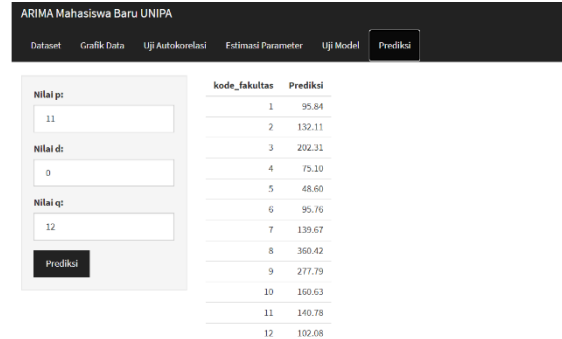 ARIMA Mahasiswa Baru UNIPA
Dataset Grafik Data Uji Autokorelasi Estimasi Parameter Uji Model Prediksi
Nilai p:
11
Nilai d:
0
Nilai q:
12
Prediksi
kode_fakultas Prediksi
1 95.84
2 132.11
3 202.31
4 75.10
5 48.60
6 95.76
7 139.67
8 360.42
9 277.79
10 160.63
11 140.78
12 102.08